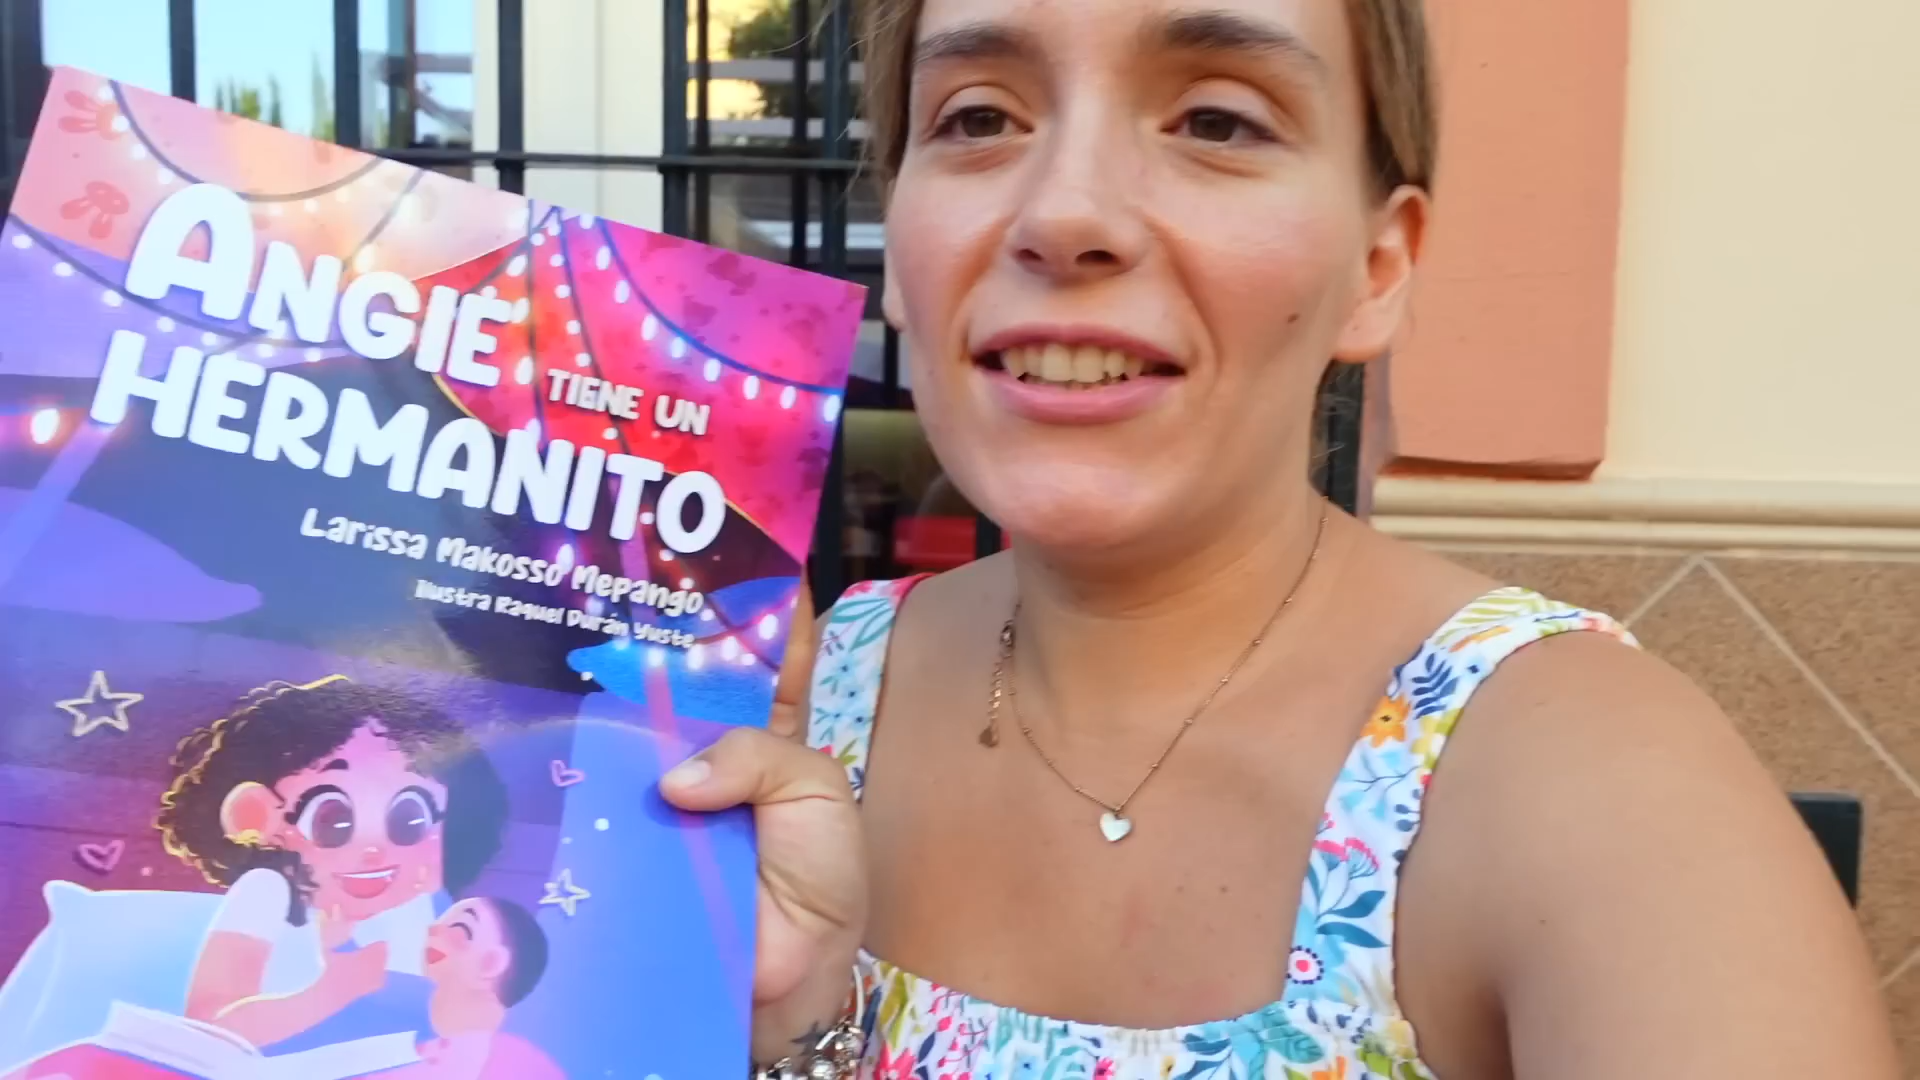 ANGIE TIENE UN
HERMANITO
Larissa Makosso Mepango
Ilustra Raquel Durán Yuste